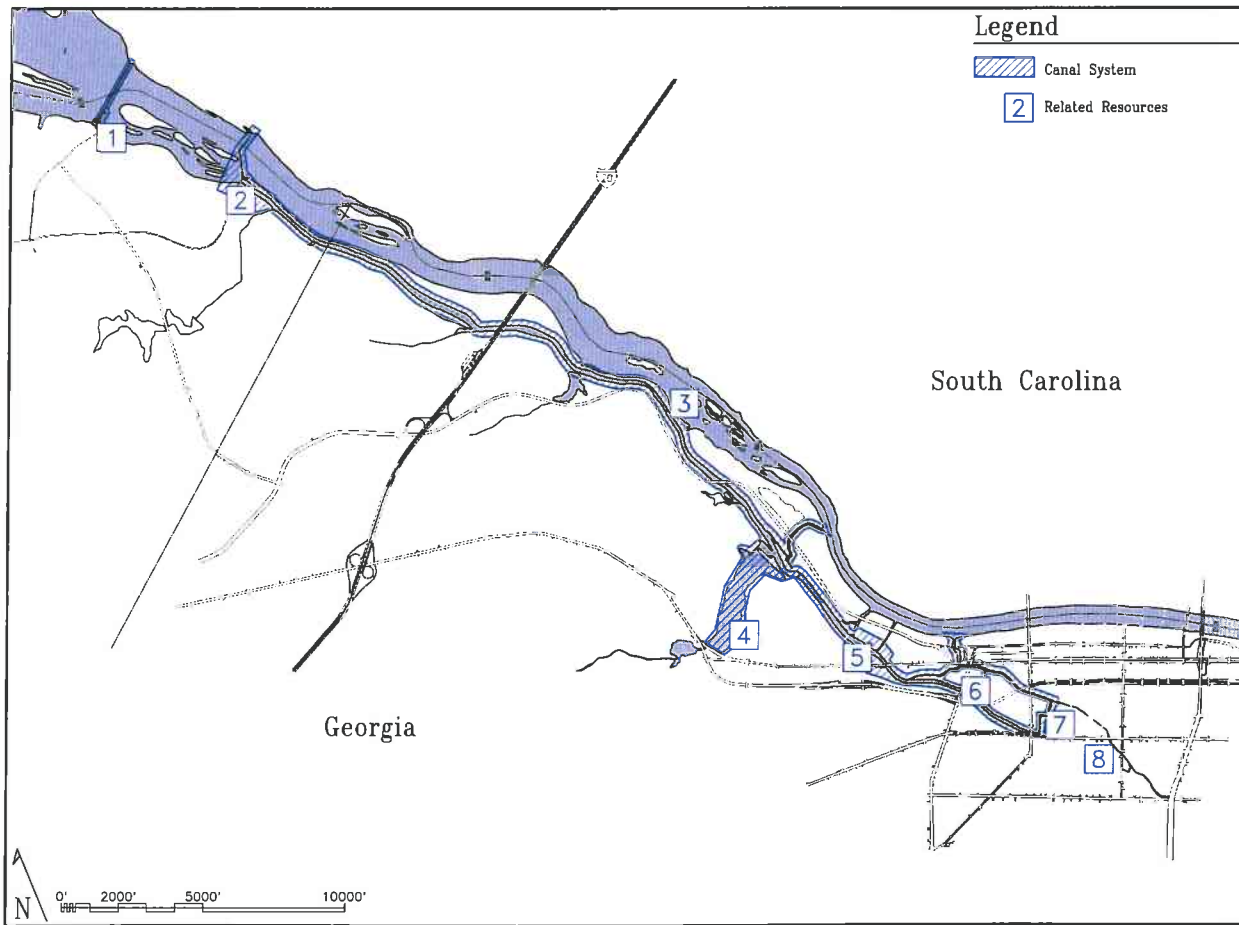 Legend
Canal System
2 Related Resources
1
2
20
3
South Carolina
4
5
6
7
8
Georgia
N
0' 2000' 5000' 10000'